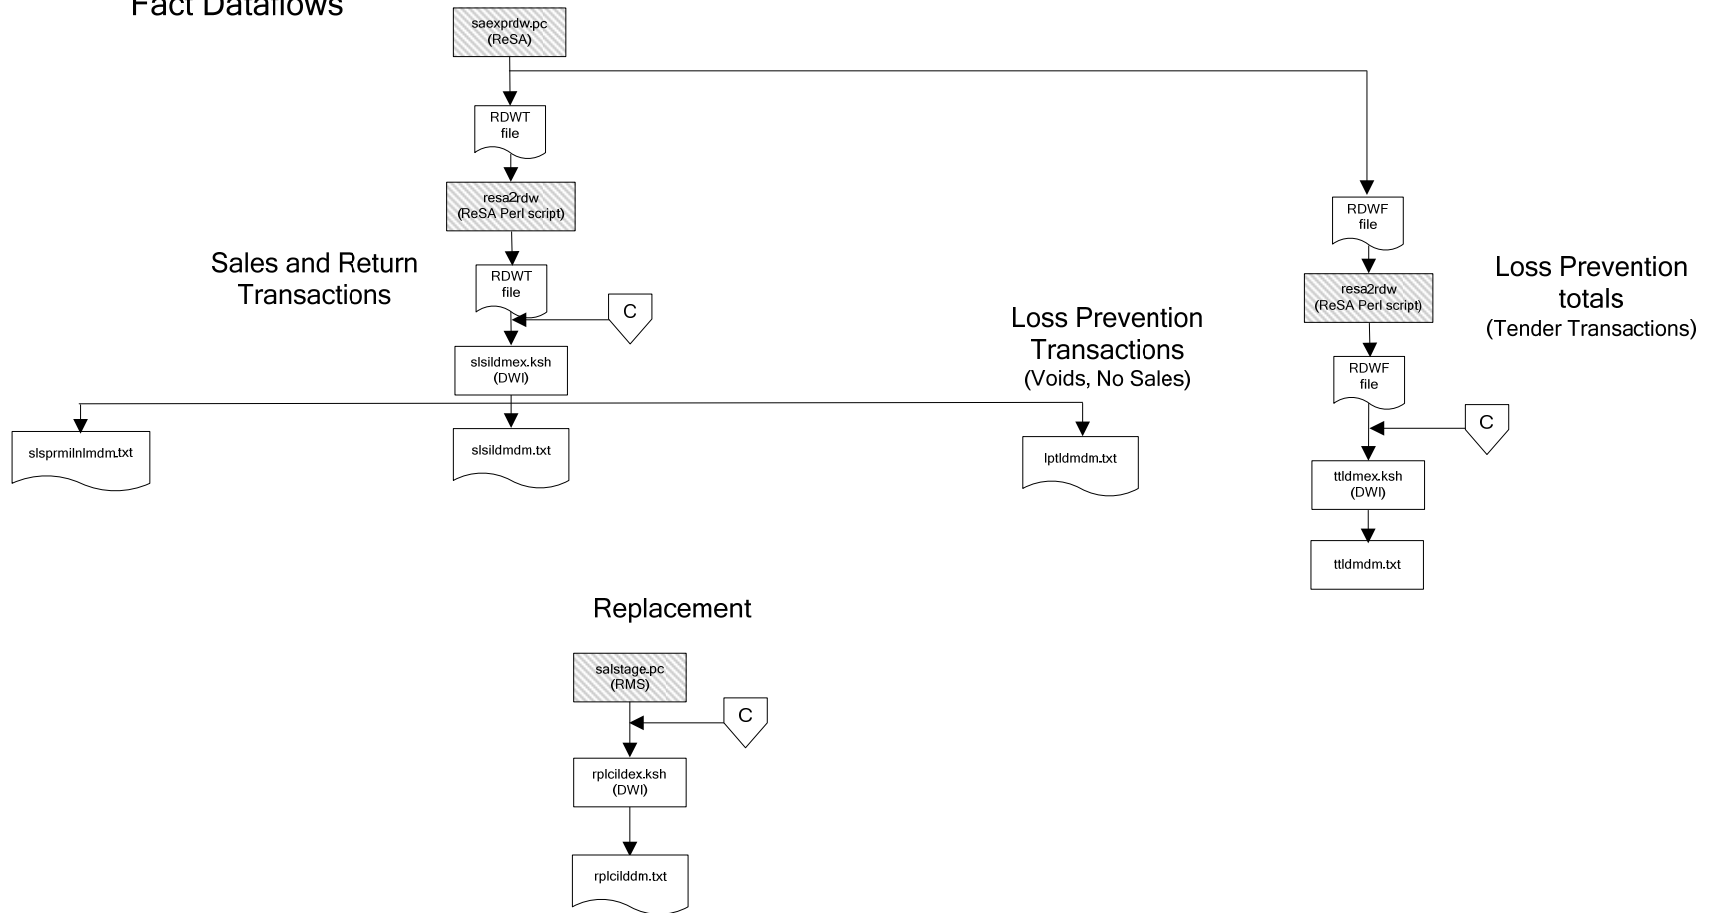 Fact Dataflows
saexprdw.pc
(ReSA)
RDWT
file
resa2rdw
(ReSA Perl script)
Sales and Return
Transactions
RDWT
file
C
slsildmex.ksh
(DWI)
slsprmilnlmdm.txt
slsildmdm.txt
Loss Prevention
Transactions
(Voids, No Sales)
lptldmdm.txt
RDWF
file
resa2rdw
(ReSA Perl script)
Loss Prevention
totals
(Tender Transactions)
RDWF
file
C
ttldmex.ksh
(DWI)
ttldmdm.txt
Replacement
salstage.pc
(RMS)
C
rplcildex.ksh
(DWI)
rplcilddm.txt